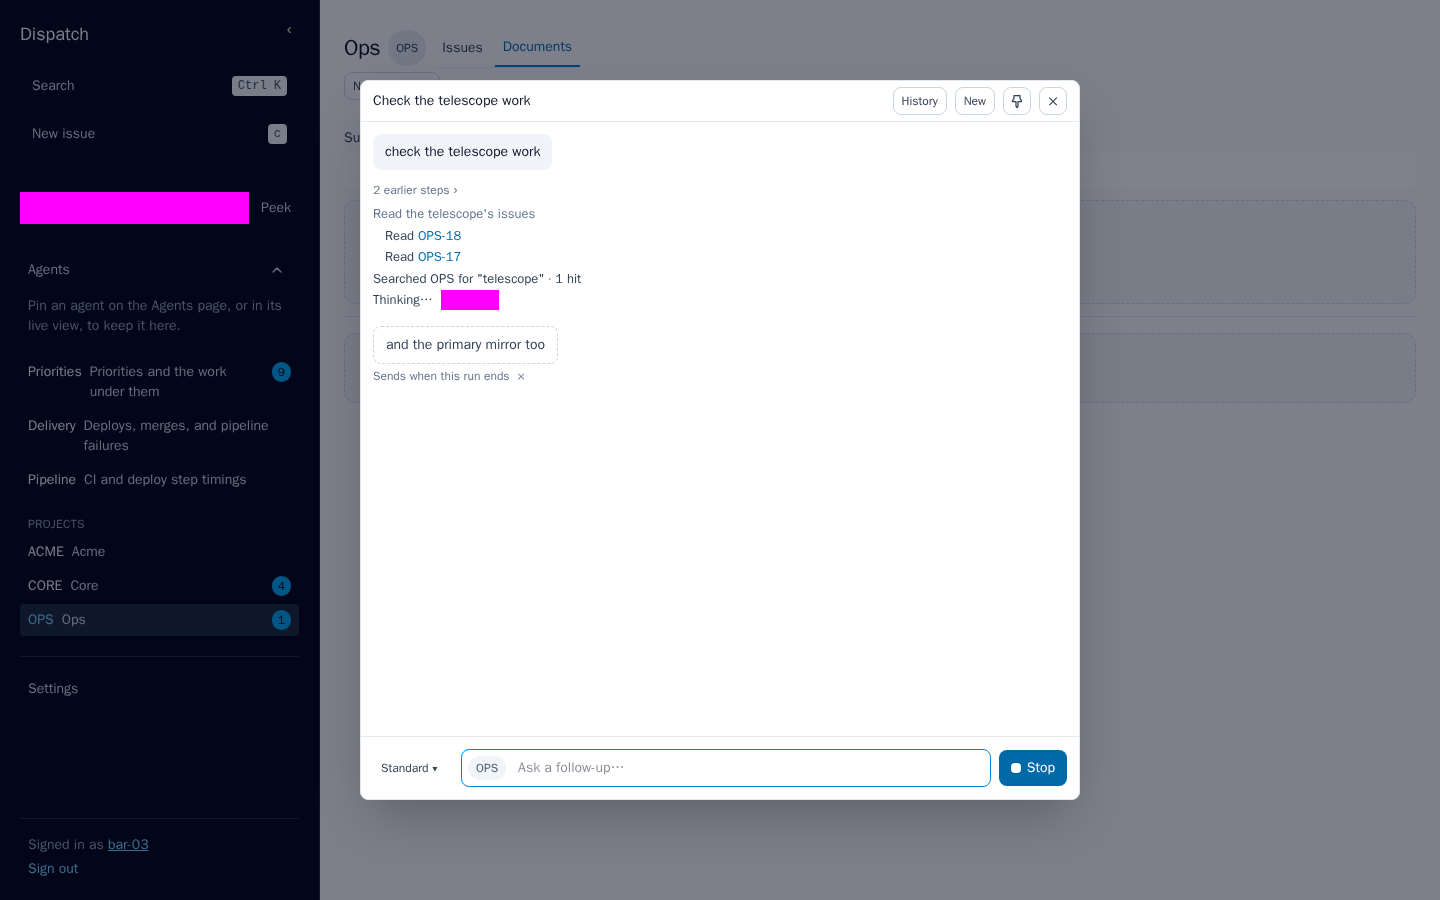 Dispatch
Search Ctrl K
New issue C
Peek
Agents
Pin an agent on the Agents page, or in its
live view, to keep it here.
Priorities Priorities and the work
under them 9
Delivery Deploys, merges, and pipeline
failures
Pipeline CI and deploy step timings
PROJECTS
ACME Acme
CORE Core 4
OPS Ops 1
Settings
Signed in as bar-03
Sign out
Ops OPS Issues Documents
Check the telescope work History New
check the telescope work
2 earlier steps ›
Read the telescope's issues
Read OPS-18
Read OPS-17
Searched OPS for "telescope" · 1 hit
Thinking…
and the primary mirror too
Sends when this run ends ×
Standard ▾ OPS Ask a follow-up… Stop